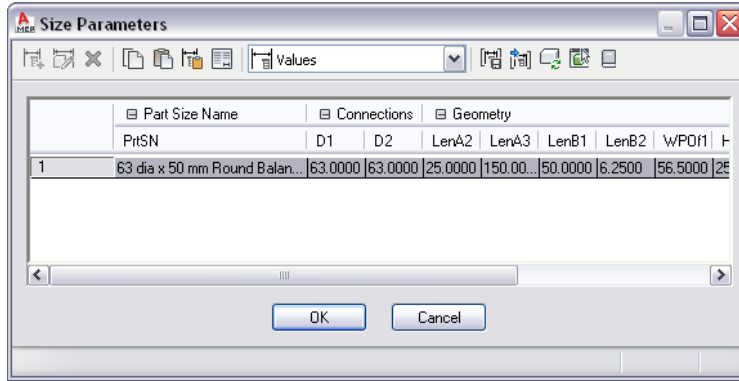 MEP Size Parameters
Values
Part Size Name Connections Geometry
PrtSN D1 D2 LenA2 LenA3 LenB1 LenB2 WPOf1 H
1 63 dia x 50 mm Round Balan... 63.0000 63.0000 25.0000 150.00... 50.0000 6.2500 56.5000 25
OK Cancel